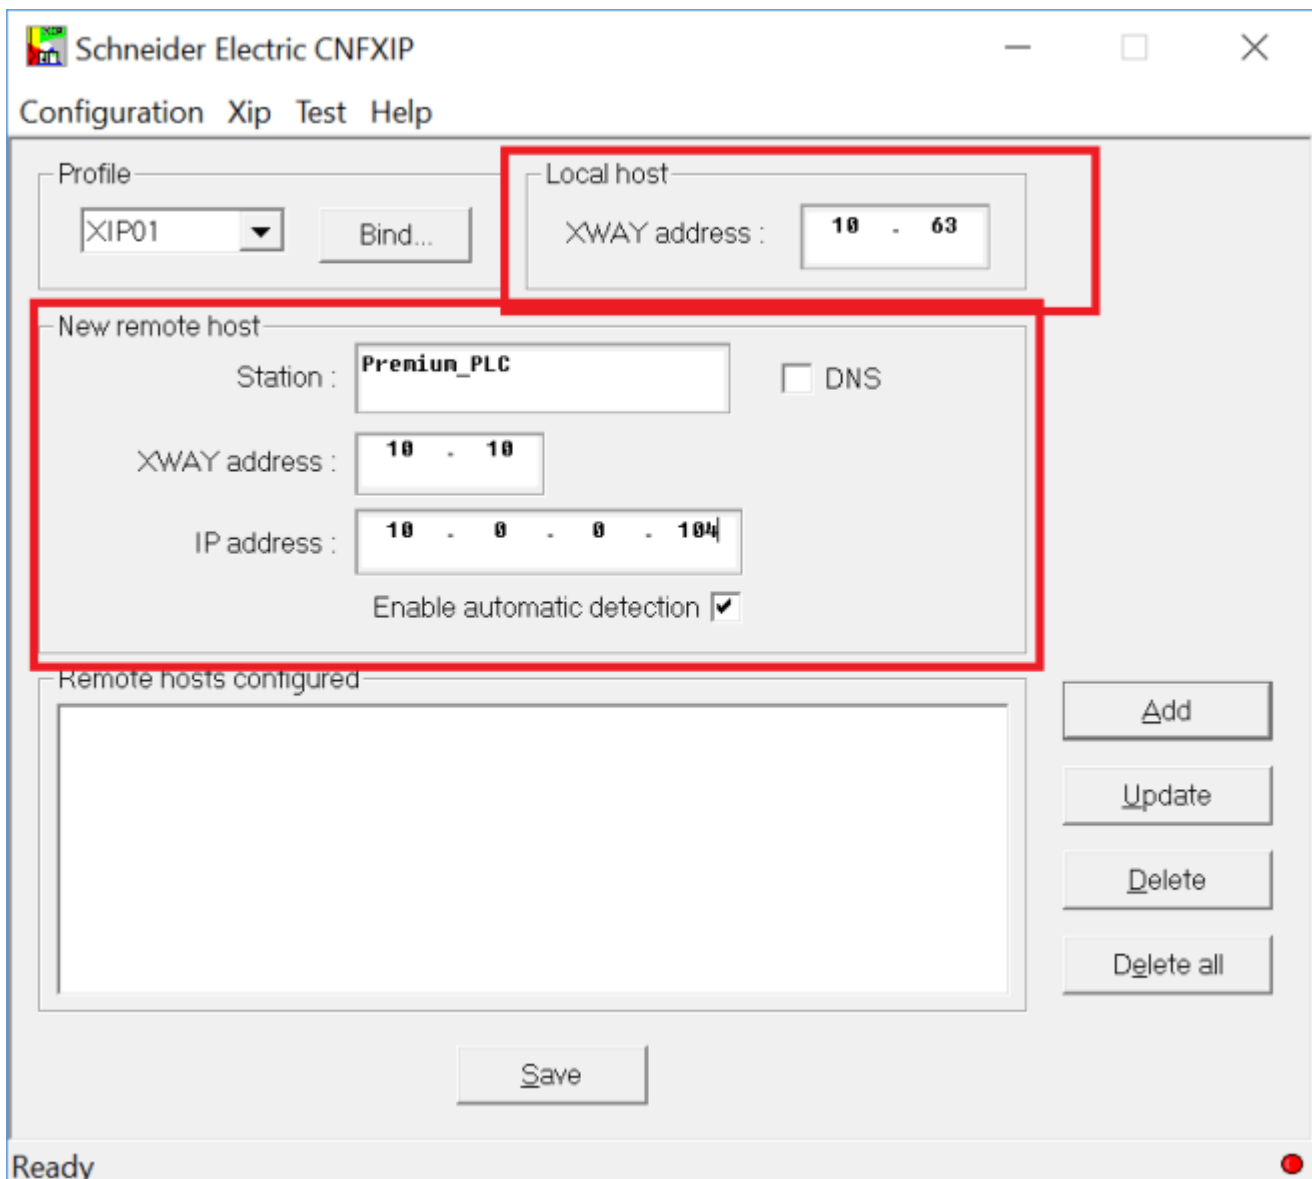 Schneider Electric CNFXIP
Configuration Xip Test Help
Profile
XIP01
Bind...
Local host
XWAY address : 10 . 63
New remote host
Station : Premium_PLC
DNS
XWAY address : 10 . 10
IP address : 10 . 0 . 0 . 104
Enable automatic detection
Remote hosts configured
Add
Update
Delete
Delete all
Save
Ready